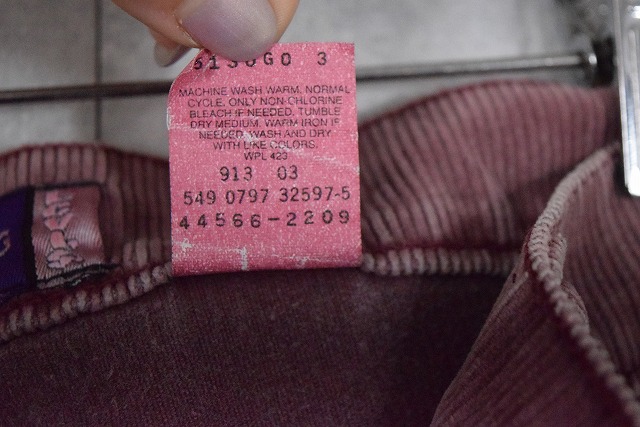 513060 3
MACHINE WASH WARM. NORMAL
CYCLE. ONLY NON-CHLORINE
BLEACH IF NEEDED. TUMBLE
DRY MEDIUM. WARM IRON IF
NEEDED. WASH AND DRY
WITH LIKE COLORS.
WPL 423
913 03
549 0797 32597-5
44566-2209